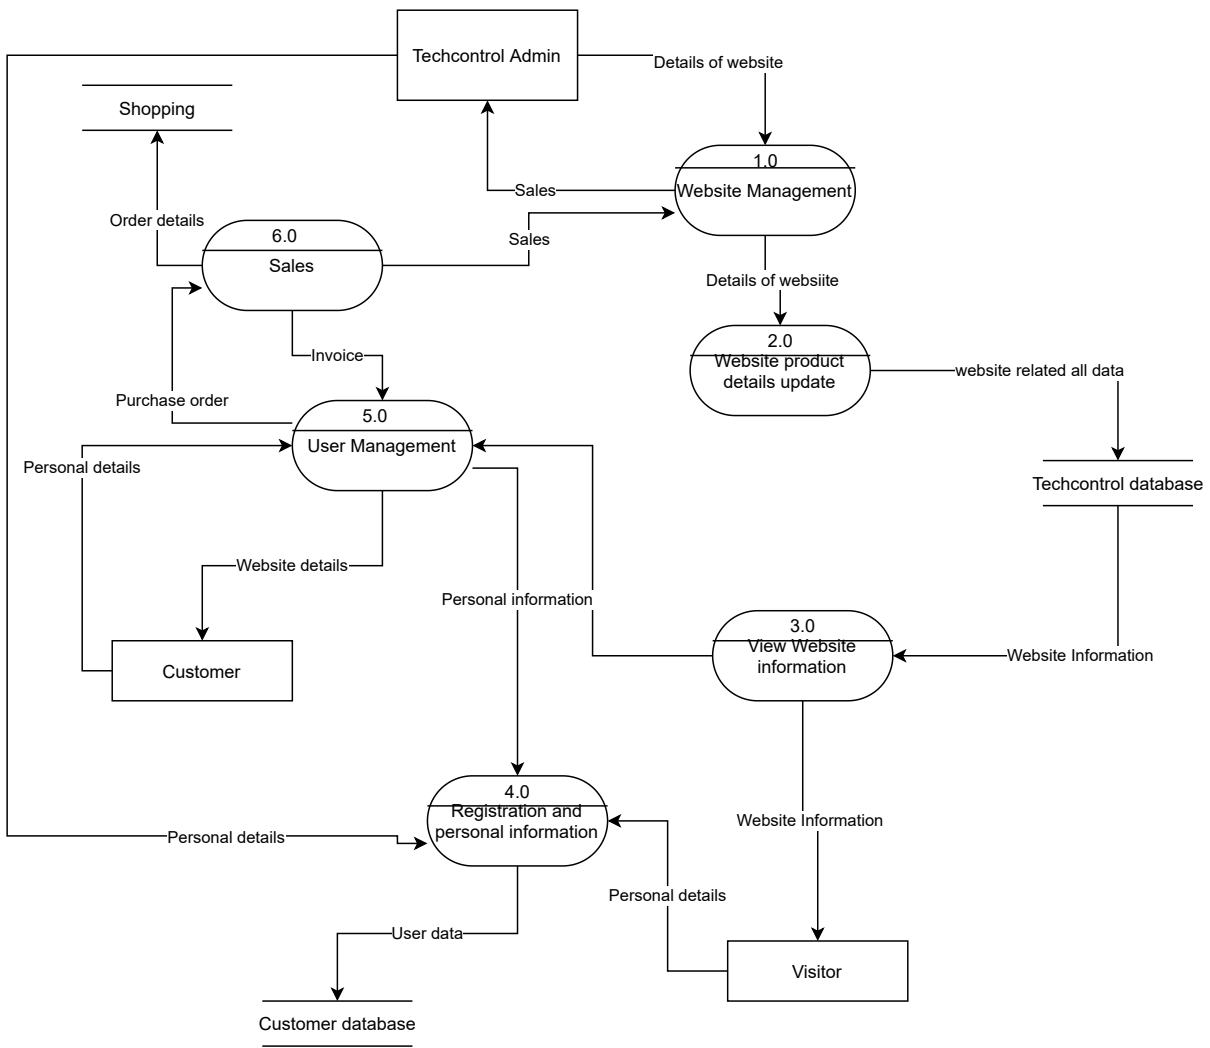 Techcontrol Admin
Details of website
Shopping
1.0
Website Management
Sales
Order details
6.0
Sales
Sales
Details of websiite
2.0
Website product
details update
Invoice
website related all data
Purchase order
5.0
User Management
Personal details
Techcontrol database
Website details
Personal information
3.0
View Website
information
Website Information
Customer
4.0
Registration and
personal information
Website Information
Personal details
Personal details
User data
Visitor
Customer database